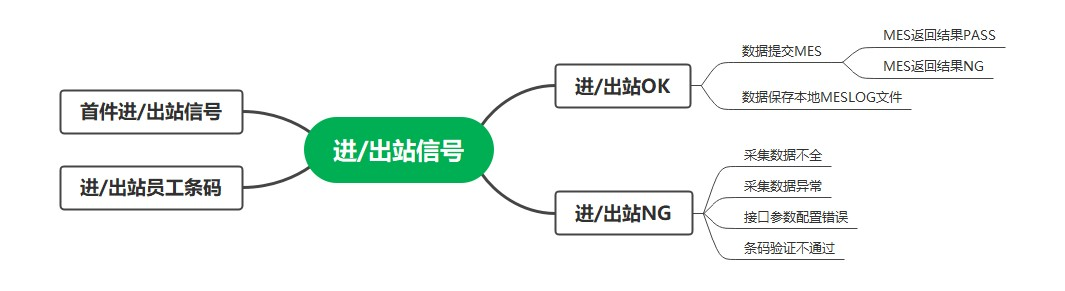 首件进/出站信号
进/出站员工条码
进/出站信号
进/出站OK
数据提交MES
MES返回结果PASS
MES返回结果NG
数据保存本地MESLOG文件
进/出站NG
采集数据不全
采集数据异常
接口参数配置错误
条码验证不通过